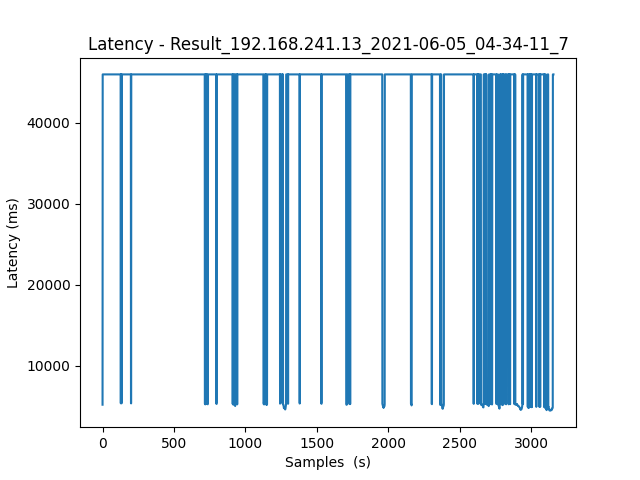 Latency - Result_192.168.241.13_2021-06-05_04-34-11_7
40000
30000
20000
10000
Latency (ms)
0 500 1000 1500 2000 2500 3000
Samples  (s)